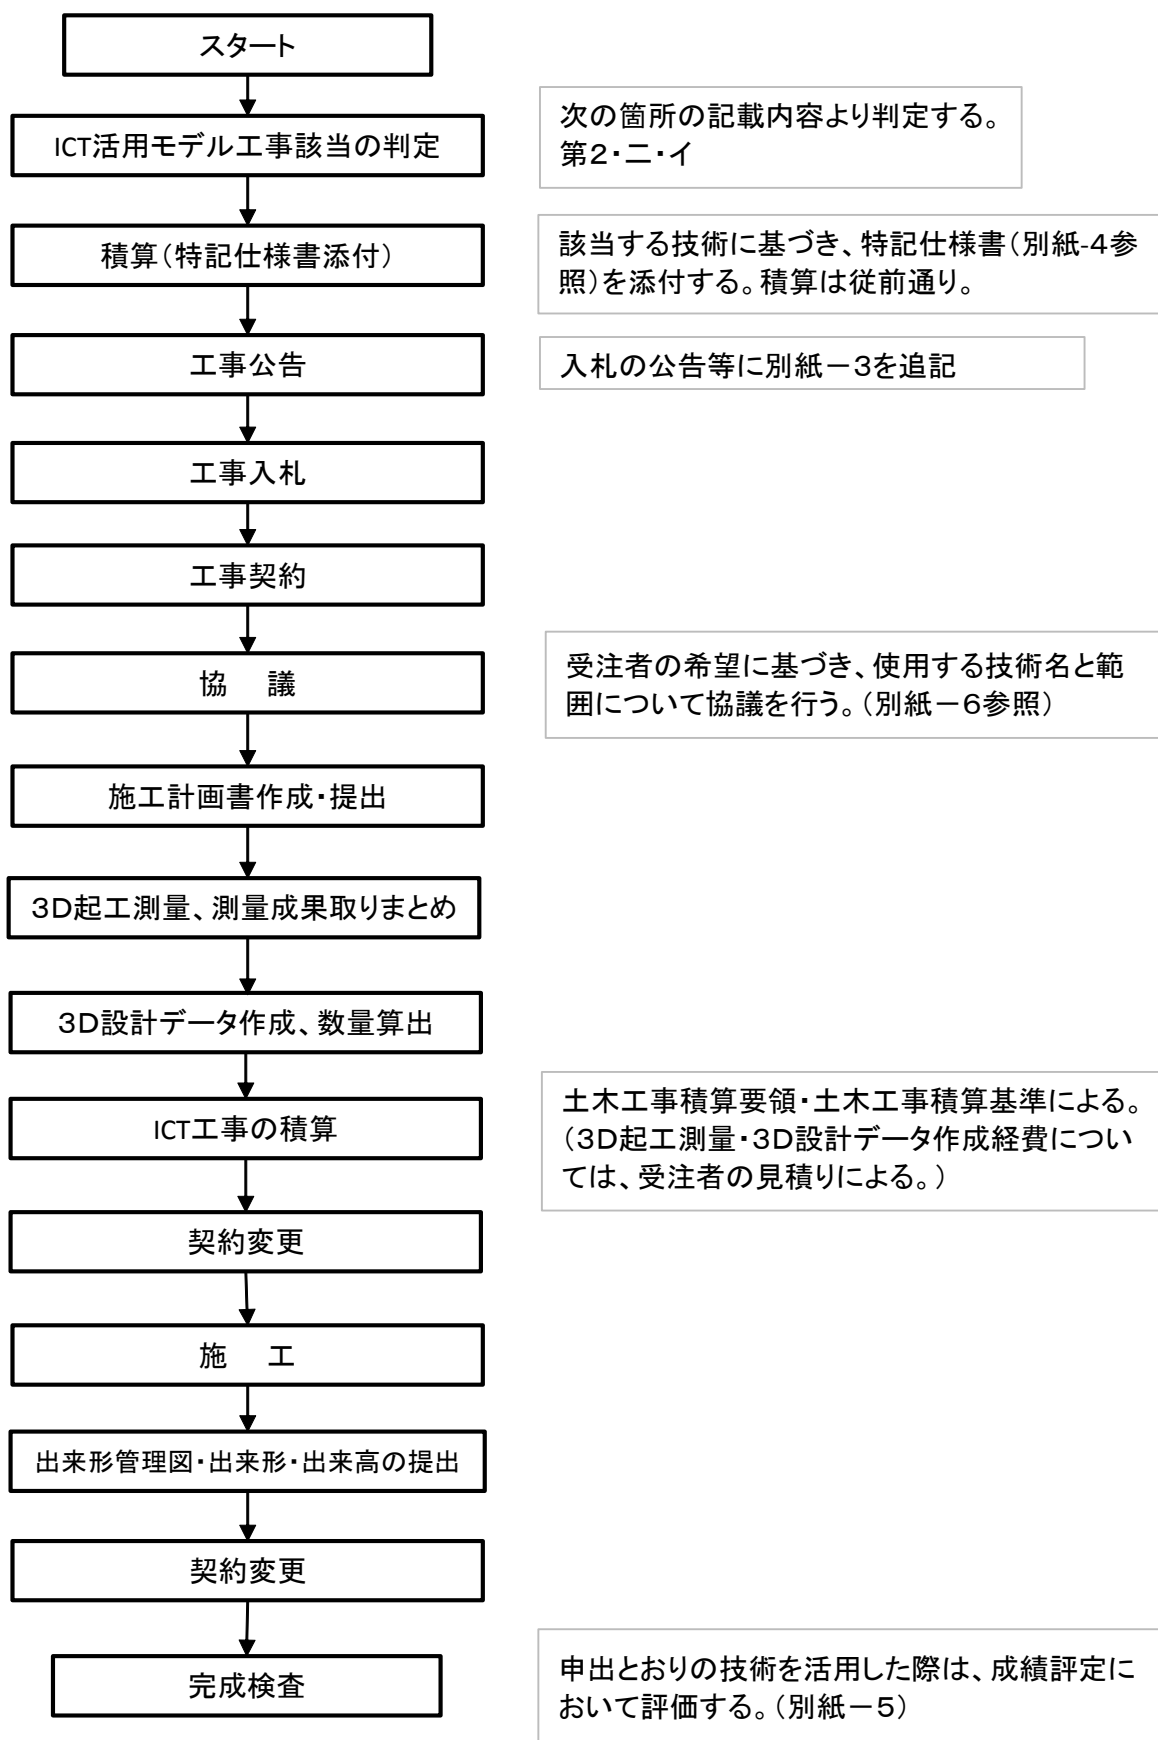 スタート
次の箇所の記載内容より判定する。
ICT活用モデル工事該当の判定
第2・二・イ
該当する技術に基づき、特記仕様書(別紙-4参
積算(特記仕様書添付)
照)を添付する。積算は従前通り。
工事公告
入札の公告等に別紙－3を追記
工事入札
工事契約
受注者の希望に基づき、使用する技術名と範
協　議
囲について協議を行う。(別紙－6参照)
施工計画書作成・提出
3D起工測量、測量成果取りまとめ
3D設計データ作成、数量算出
土木工事積算要領・土木工事積算基準による。
ICT工事の積算
(3D起工測量・3D設計データ作成経費につい
ては、受注者の見積りによる。)
契約変更
施　工
出来形管理図・出来形・出来高の提出
契約変更
申出とおりの技術を活用した際は、成績評定に
完成検査
おいて評価する。(別紙－5)